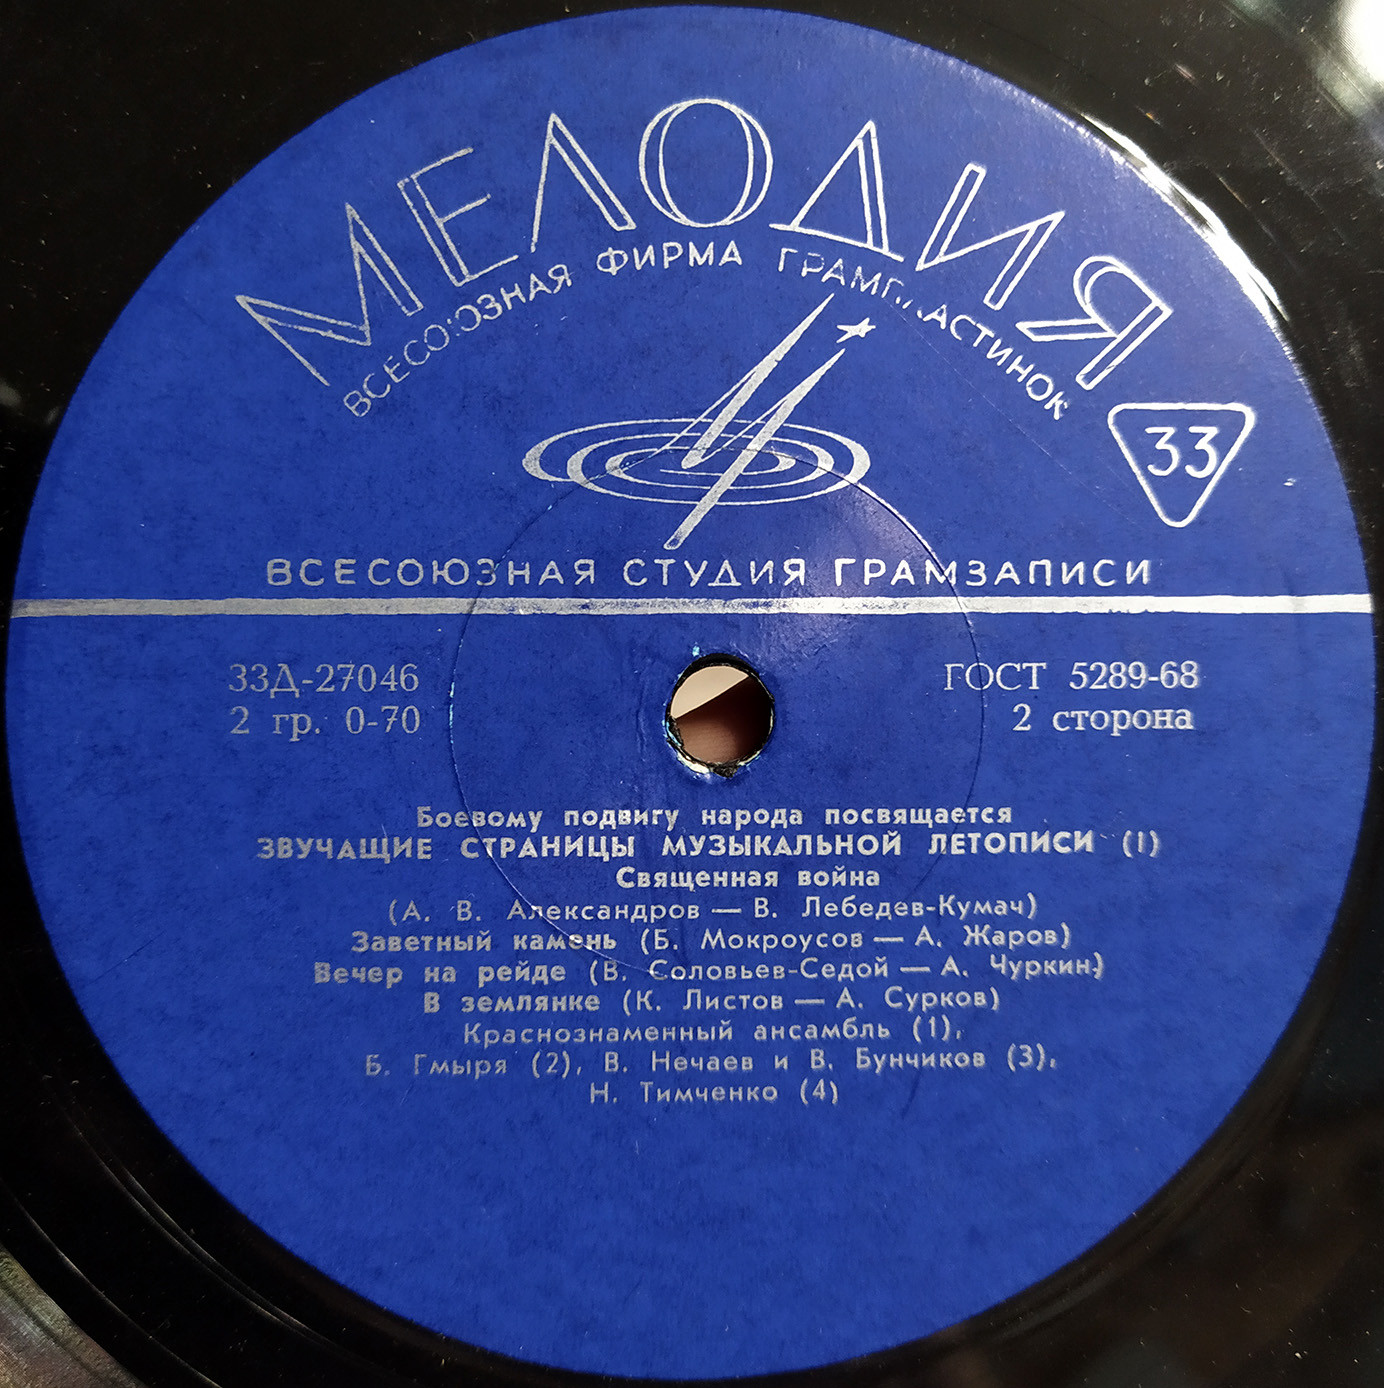 МЕЛОДИЯ
ВСЕСОЮЗНАЯ ФИРМА ГРАМПЛАСТИНОК
33
ВСЕСОЮЗНАЯ СТУДИЯ ГРАМЗАПИСИ
33Д-27046
ГОСТ 5289-68
2 гр. 0-70
2 сторона
Боевому подвигу народа посвящается
ЗВУЧАЩИЕ СТРАНИЦЫ МУЗЫКАЛЬНОЙ ЛЕТОПИСИ (1)
Священная война
(А. В. Александров — В. Лебедев-Кумач)
Заветный камень (Б. Мокроусов — А. Жаров)
Вечер на рейде (В. Соловьев-Седой — А. Чуркин)
В землянке (К. Листов — А. Сурков)
Краснознаменный ансамбль (1),
Б. Гмыря (2), В. Нечаев и В. Бунчиков (3),
Н. Тимченко (4)